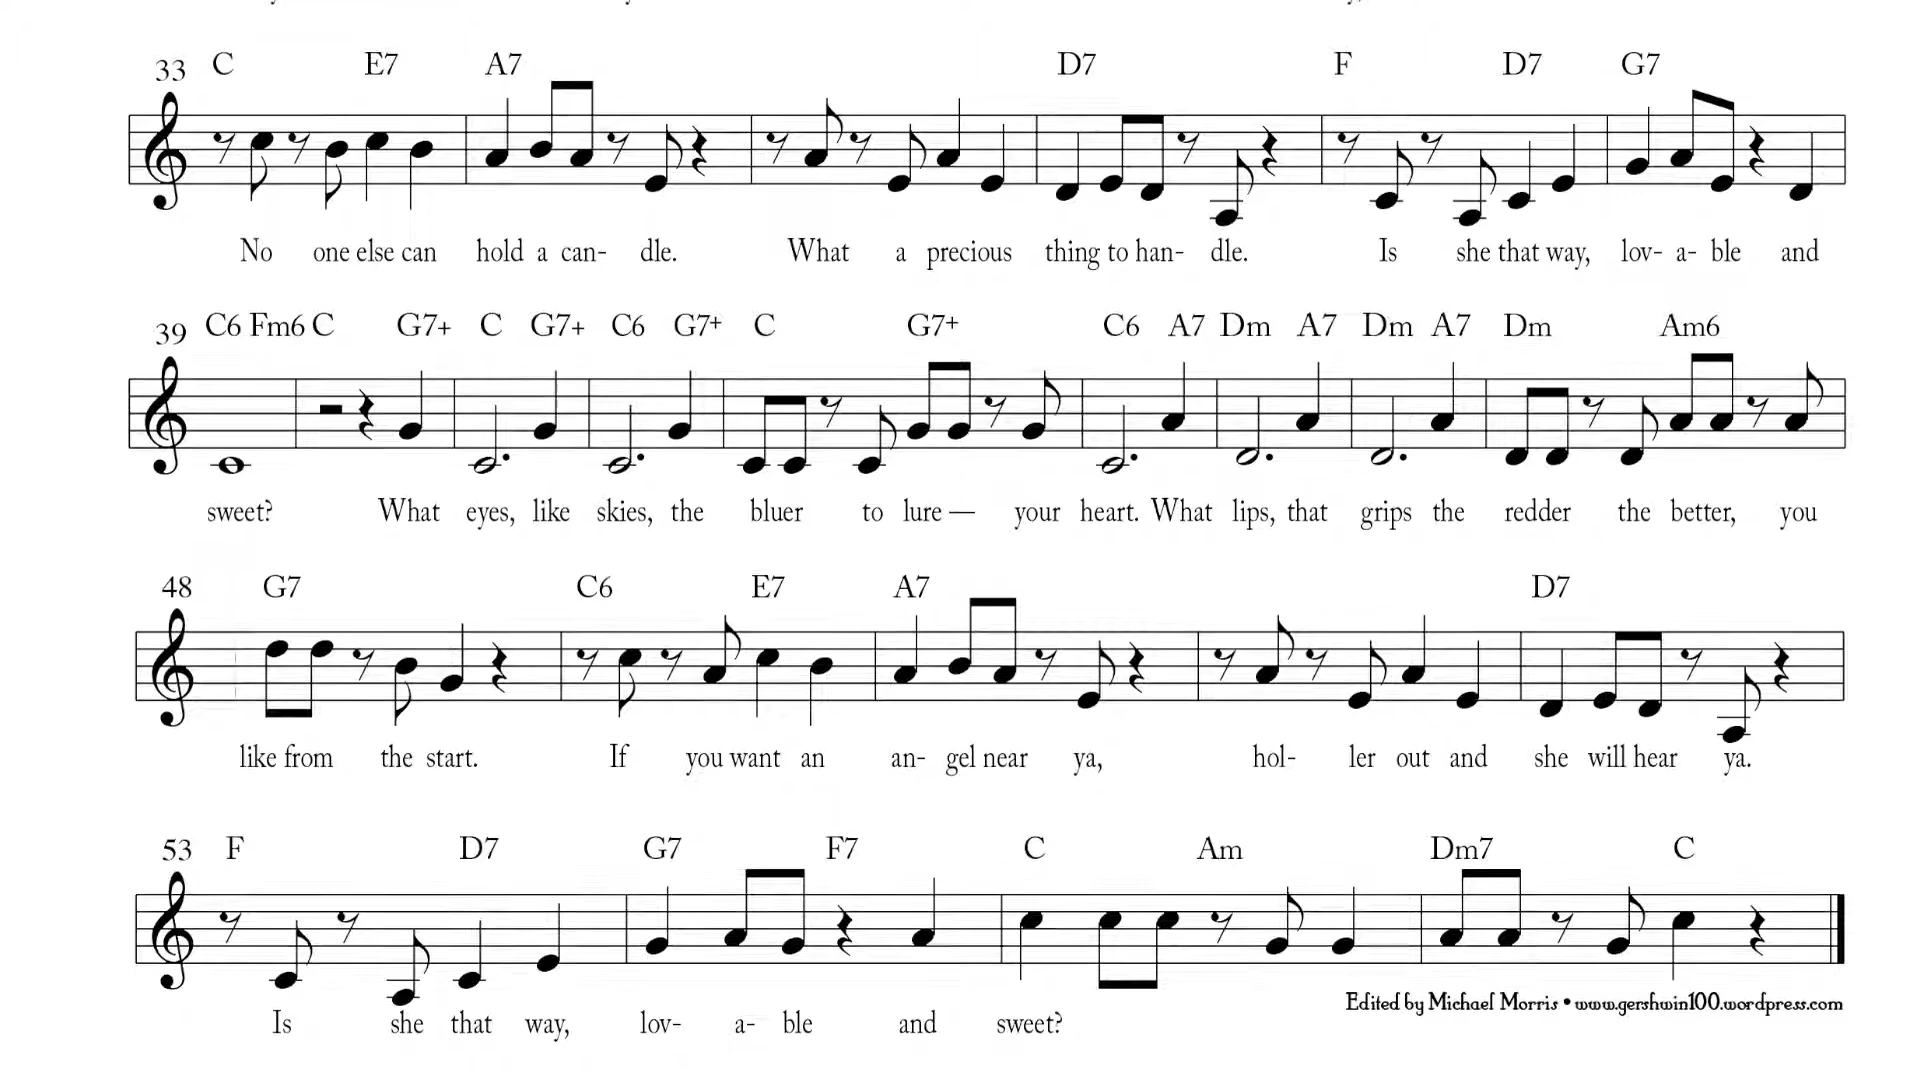 33 C E7 A7 D7 F D7 G7
No one else can hold a can- dle. What a precious thing to han- dle. Is she that way, lov- a- ble and
39 C6 Fm6 C G7+ C G7+ C6 G7+ C G7+ C6 A7 Dm A7 Dm A7 Dm Am6
sweet? What eyes, like skies, the bluer to lure — your heart. What lips, that grips the redder the better, you
48 G7 C6 E7 A7 D7
like from the start. If you want an an- gel near ya, hol- ler out and she will hear ya.
53 F D7 G7 F7 C Am Dm7 C
Edited by Michael Morris • www.gershwin100.wordpress.com
Is she that way, lov- a- ble and sweet?